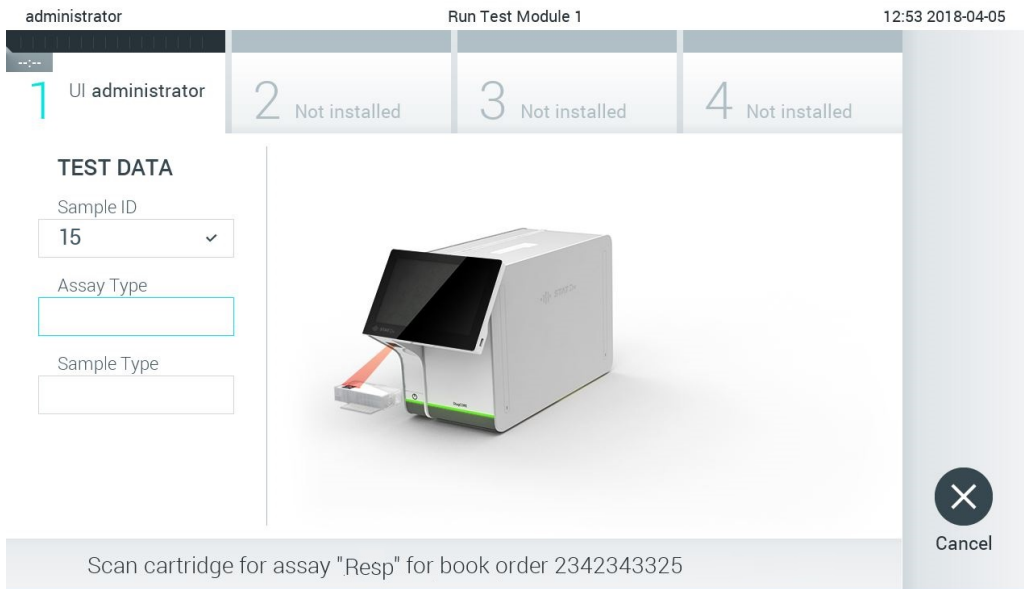 administrator Run Test Module 1 12:53 2018-04-05
--:--
1 UI administrator 2 Not installed 3 Not installed 4 Not installed
TEST DATA
Sample ID
15
Assay Type
Sample Type
Cancel
Scan cartridge for assay "Resp" for book order 2342343325